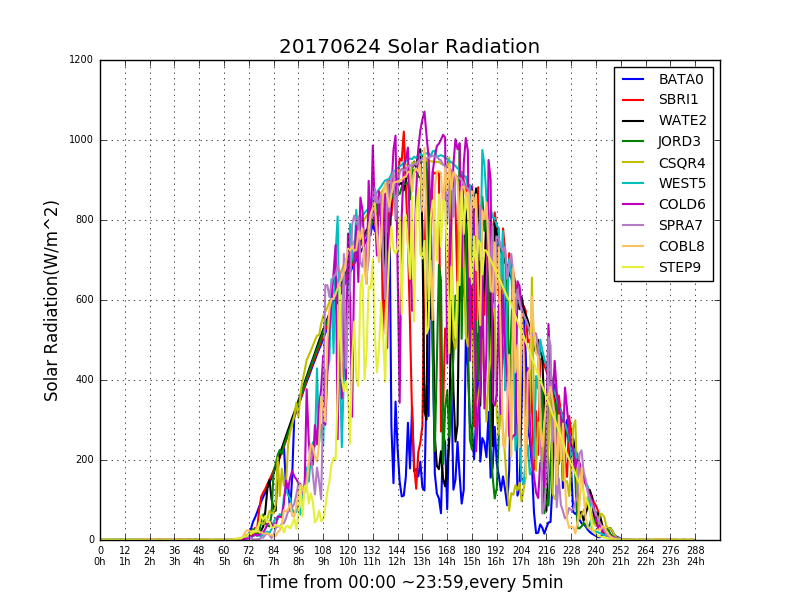 20170624 Solar Radiation
1200
1000
800
600
400
200
0
Solar Radiation(W/m^2)
BATA0
SBRI1
WATE2
JORD3
CSQR4
WEST5
COLD6
SPRA7
COBL8
STEP9
0 12 24 36 48 60 72 84 96 108 120 132 144 156 168 180 192 204 216 228 240 252 264 276 288
0h 1h 2h 3h 4h 5h 6h 7h 8h 9h 10h 11h 12h 13h 14h 15h 16h 17h 18h 19h 20h 21h 22h 23h 24h
Time from 00:00 ~23:59,every 5min